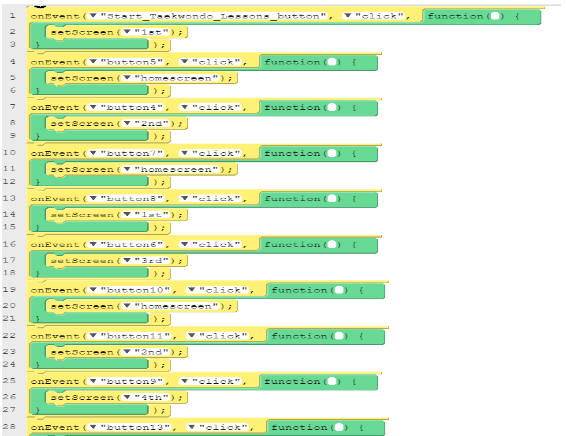 1 onEvent(▼"Start_Taekwondo_Lessons_button", ▼"click", function( ) {
2 setScreen(▼"1st");
3 } );
4 onEvent(▼"button5", ▼"click", function( ) {
5 setScreen(▼"homescreen");
6 } );
7 onEvent(▼"button4", ▼"click", function( ) {
8 setScreen(▼"2nd");
9 } );
10 onEvent(▼"button7", ▼"click", function( ) {
11 setScreen(▼"homescreen");
12 } );
13 onEvent(▼"button8", ▼"click", function( ) {
14 setScreen(▼"1st");
15 } );
16 onEvent(▼"button6", ▼"click", function( ) {
17 setScreen(▼"3rd");
18 } );
19 onEvent(▼"button10", ▼"click", function( ) {
20 setScreen(▼"homescreen");
21 } );
22 onEvent(▼"button11", ▼"click", function( ) {
23 setScreen(▼"2nd");
24 } );
25 onEvent(▼"button9", ▼"click", function( ) {
26 setScreen(▼"4th");
27 } );
28 onEvent(▼"button13", ▼"click", function( ) {